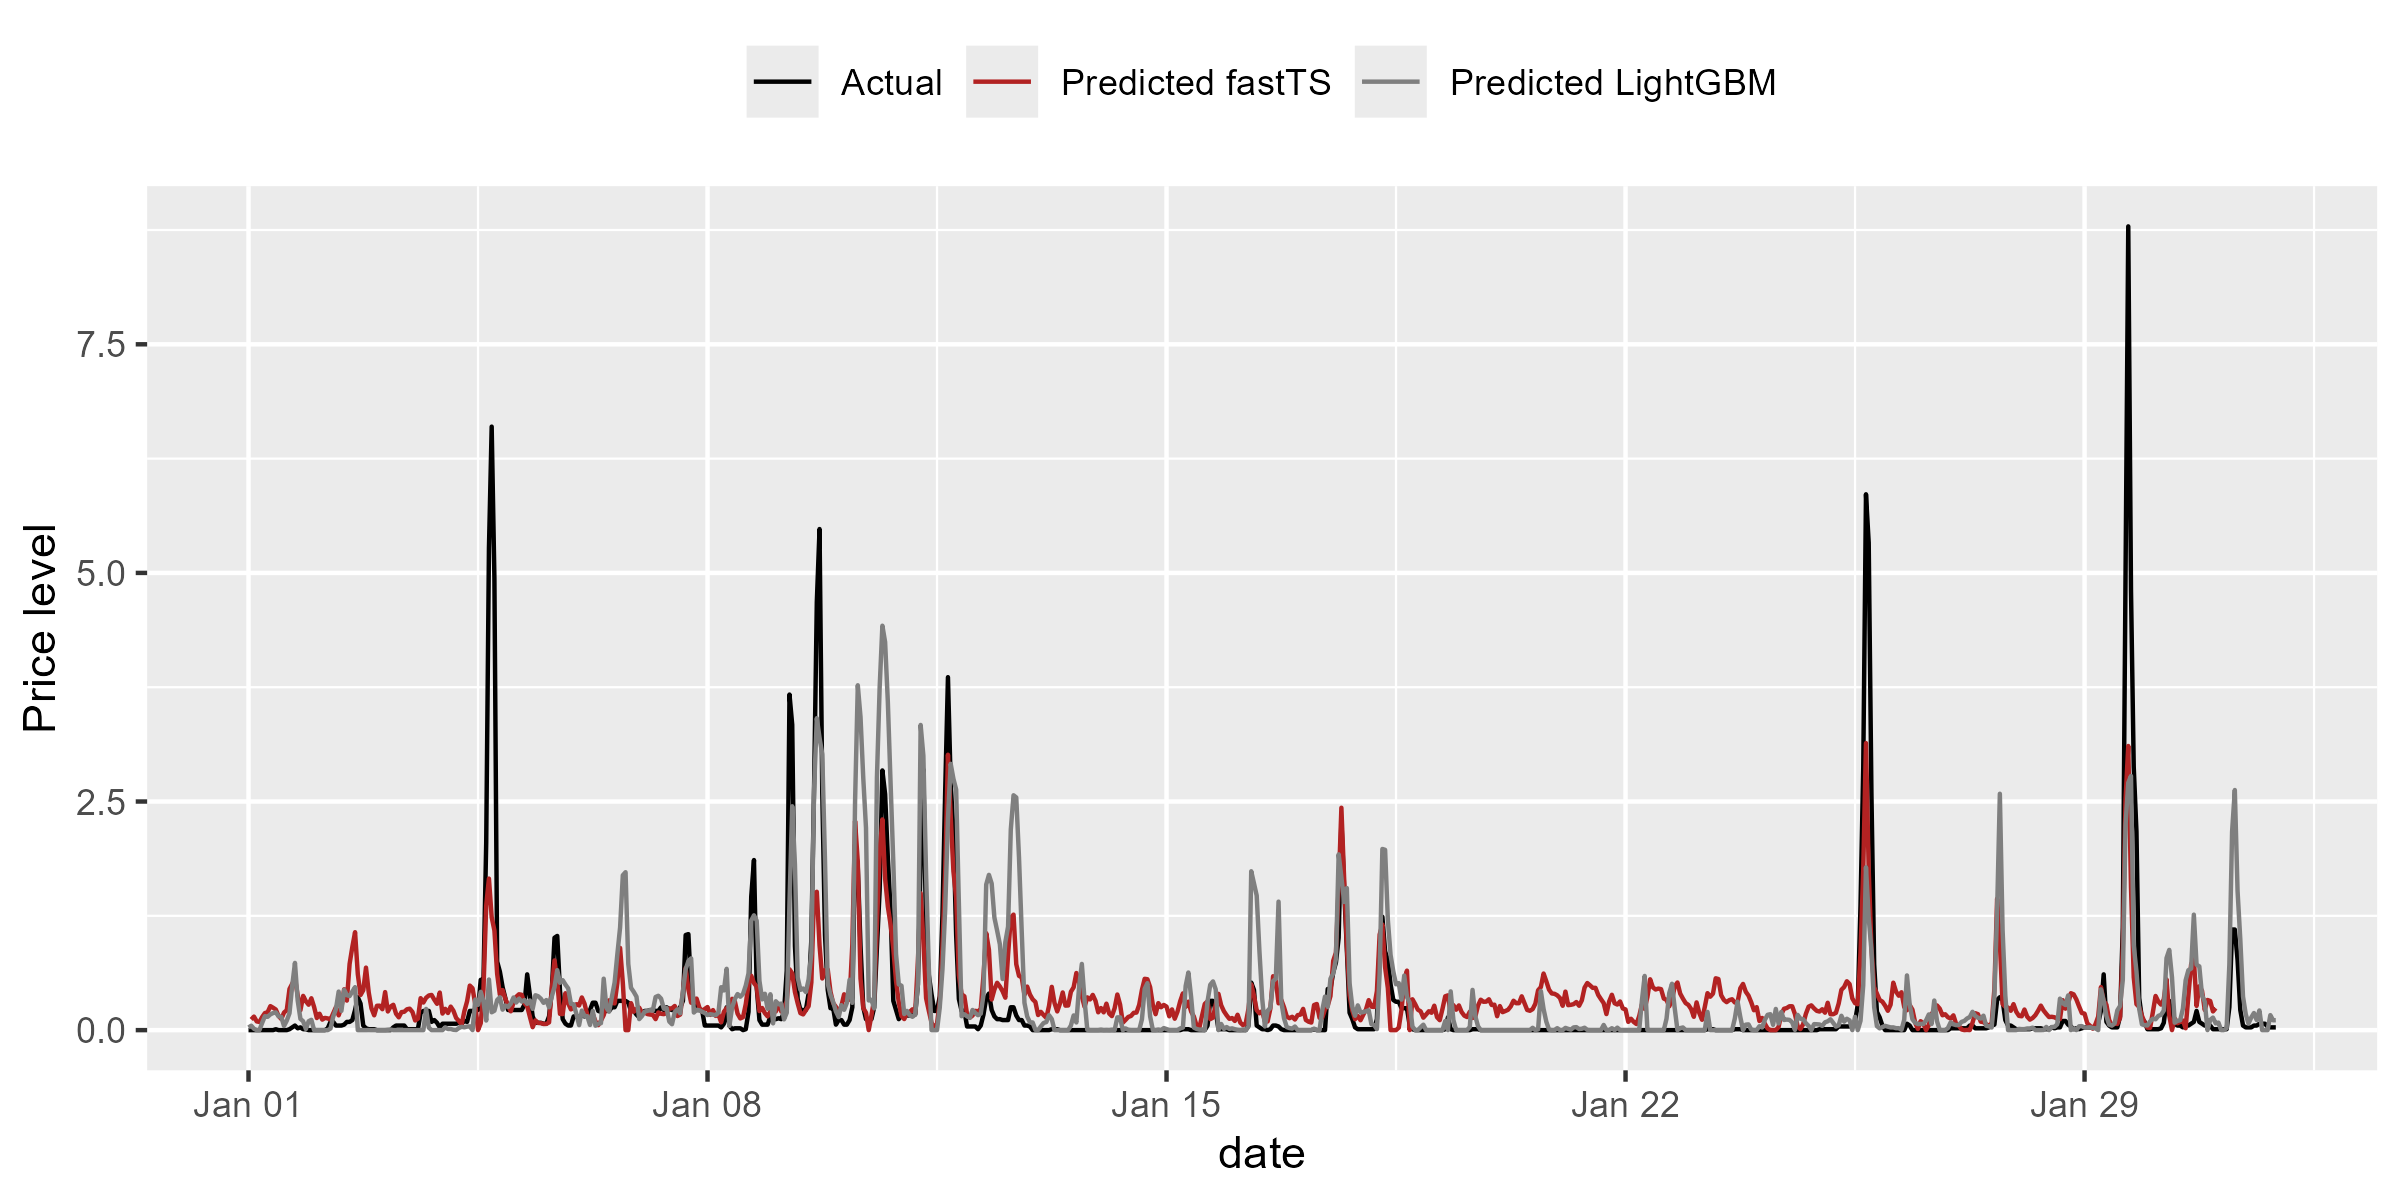 Actual Predicted fastTS Predicted LightGBM
Price level
7.5
5.0
2.5
0.0
Jan 01 Jan 08 Jan 15 Jan 22 Jan 29
date